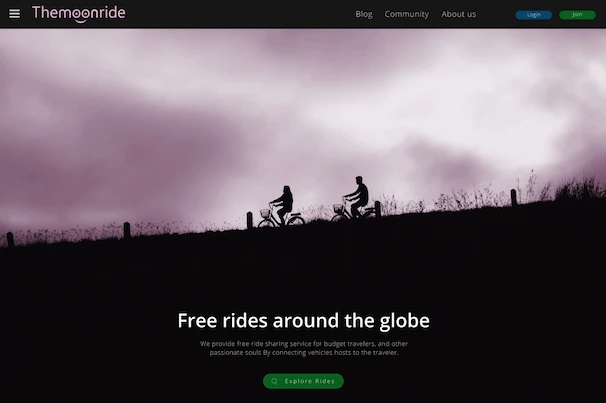 Themoonride
Blog Community About us Login Join
Free rides around the globe
We provide free ride sharing service for budget travelers, and other
passionate souls By connecting vehicles hosts to the traveler.
Explore Rides